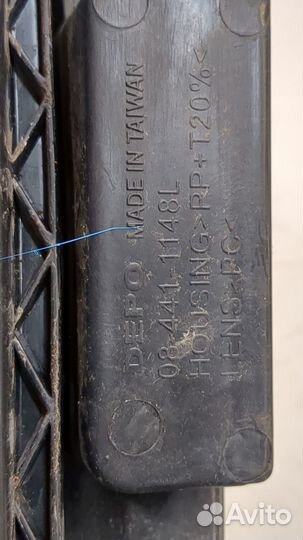 DEPO MADE IN TAIWAN
08-441-1148L
HOUSING>PP+T20%<
LENS>PC<
Avito